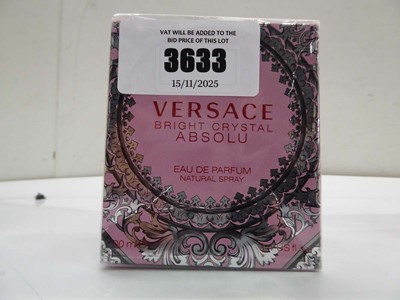 VAT WILL BE ADDED TO THE
BID PRICE OF THIS LOT
3633
15/11/2025
VERSACE
BRIGHT CRYSTAL
ABSOLU
EAU DE PARFUM
NATURAL SPRAY